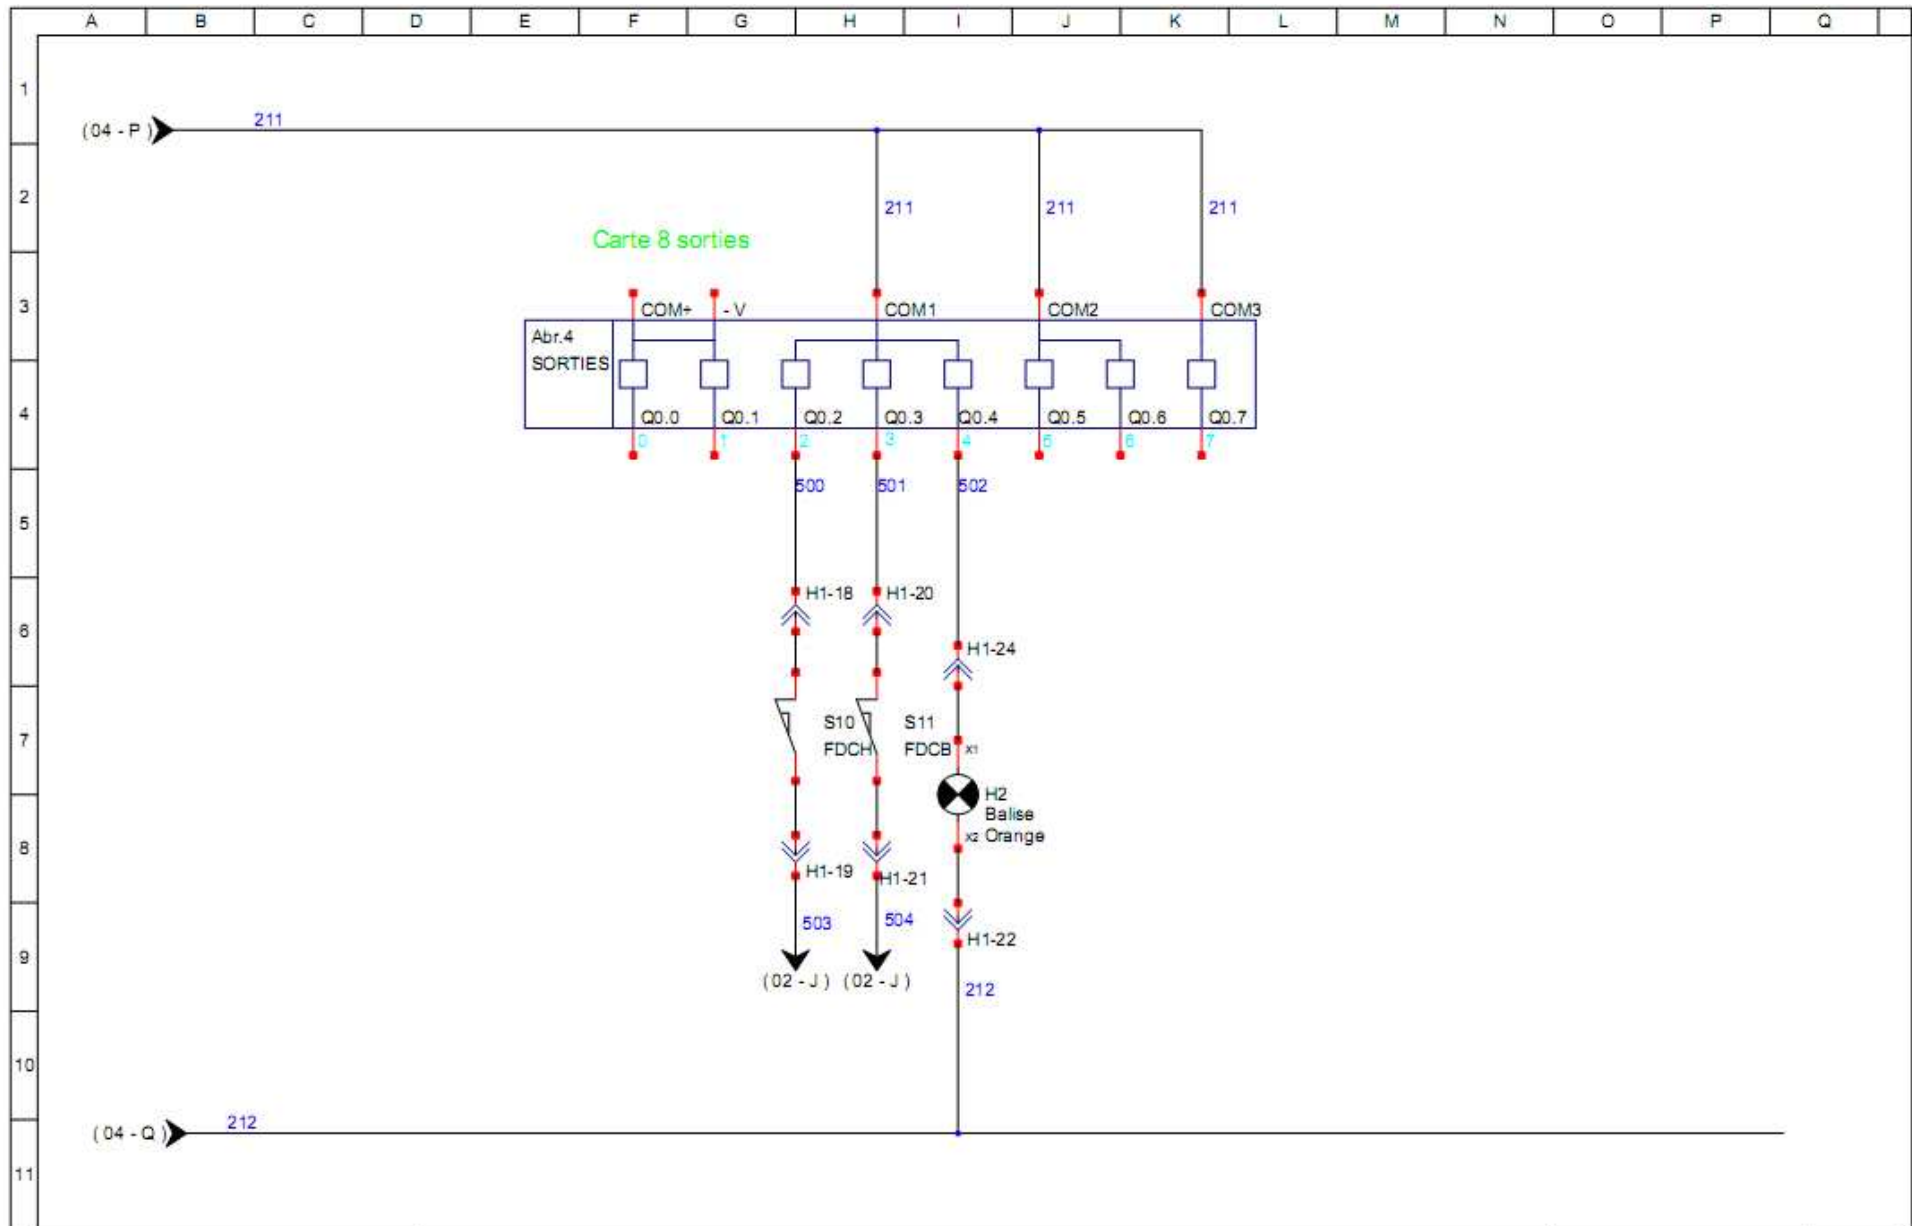 A B C D E F G H I J K L M N O P Q
1
( 04 - P )
211
2
211
211
211
Carte 8 sorties
3
COM+
- V
COM1
COM2
COM3
Abr.4
SORTIES
4
Q0.0
Q0.1
Q0.2
Q0.3
Q0.4
Q0.5
Q0.6
Q0.7
0
1
2
3
4
5
6
7
500
501
502
5
H1-18
H1-20
6
H1-24
S10
FDCH
S11
FDCB
7
x1
H2
Balise
Orange
x2
8
H1-19
H1-21
503
504
H1-22
9
( 02 - J )
( 02 - J )
212
10
( 04 - Q )
212
11